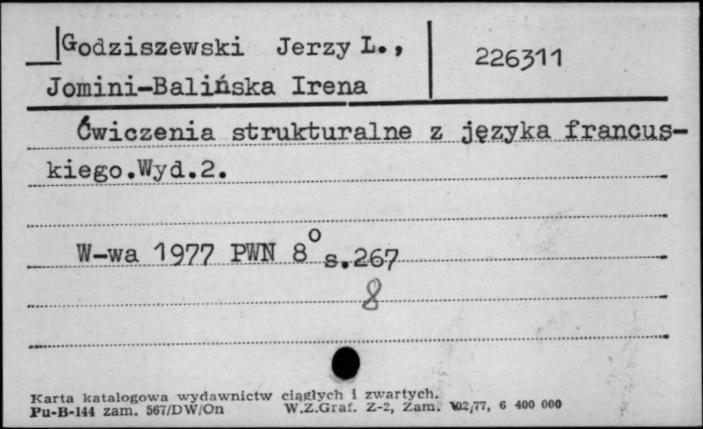 Godziszewski Jerzy L.,
226311
Jomini-Balińska Irena
Ćwiczenia strukturalne z języka francus-
kiego.Wyd.2.
W-wa 1977 PWN 8° s.267
8
Karta katalogowa wydawnictw ciągłych i zwartych.
Pu-B-144 zam. 567/DW/On W.Z.Graf. Z-2, Zam. 102/77, 6 400 000